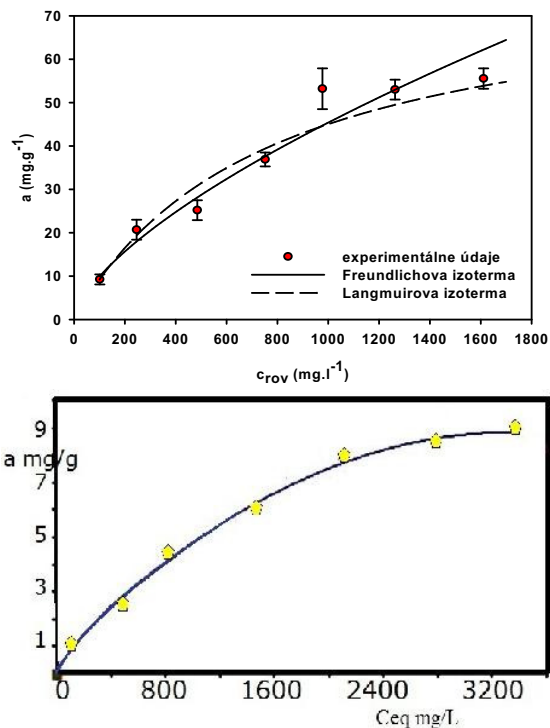 70
60
50
40
30
20
10
0
a (mg.g-1)
experimentálne údaje
Freundlichova izoterma
Langmuirova izoterma
0 200 400 600 800 1000 1200 1400 1600 1800
crov (mg.l-1)
9
a mg/g
7
5
3
1
0 800 1600 2400 3200
Ceq mg/L